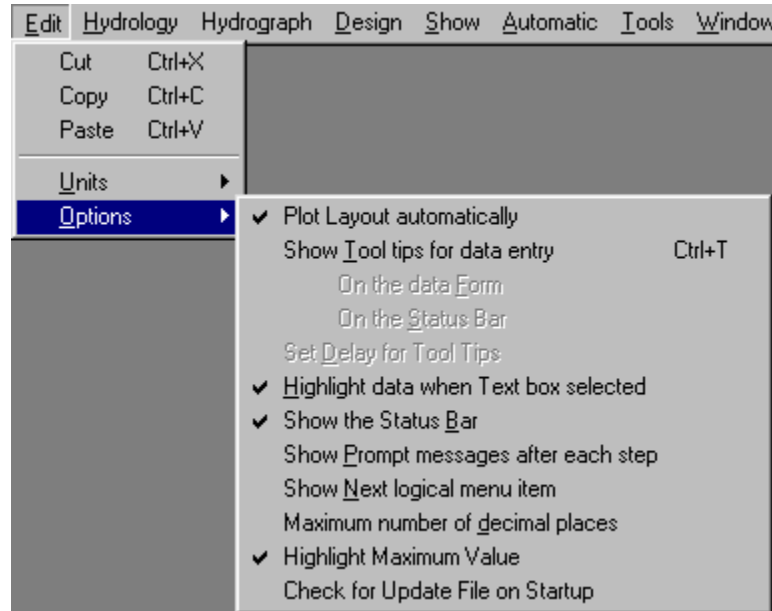 Edit Hydrology Hydrograph Design Show Automatic Tools Window
Cut Ctrl+X
Copy Ctrl+C
Paste Ctrl+V
Units
Options
Plot Layout automatically
Show Tool tips for data entry Ctrl+T
On the data Form
On the Status Bar
Set Delay for Tool Tips
Highlight data when Text box selected
Show the Status Bar
Show Prompt messages after each step
Show Next logical menu item
Maximum number of decimal places
Highlight Maximum Value
Check for Update File on Startup